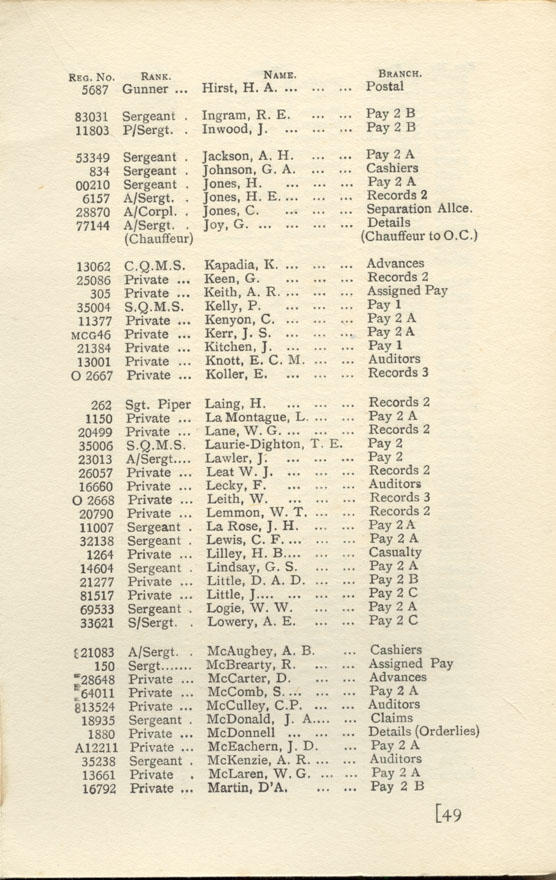 Reg. No. Rank. Name. Branch.
5687 Gunner ... Hirst, H. A. ... ... ... Postal
83031 Sergeant . Ingram, R. E. ... ... Pay 2 B
11803 P/Sergt. . Inwood, J. ... ... ... Pay 2 B
53349 Sergeant . Jackson, A. H. ... ... Pay 2 A
834 Sergeant . Johnson, G. A. ... ... Cashiers
00210 Sergeant . Jones, H. ... ... ... Pay 2 A
6157 A/Sergt. . Jones, H. E. ... ... ... Records 2
28870 A/Corpl. . Jones, C. ... ... ... Separation Allce.
77144 A/Sergt. . Joy, G. ... ... ... ... Details
(Chauffeur) (Chauffeur to O.C.)
13062 C.Q.M.S. Kapadia, K. ... ... ... Advances
25086 Private ... Keen, G. ... ... ... Records 2
305 Private ... Keith, A. R. ... ... ... Assigned Pay
35004 S.Q.M.S. Kelly, P. ... ... ... Pay 1
11377 Private ... Kenyon, C. ... ... ... Pay 2 A
MCG46 Private ... Kerr, J. S. ... ... ... Pay 2 A
21384 Private ... Kitchen, J. ... ... ... Pay 1
13001 Private ... Knott, E. C. M. ... ... Auditors
O 2667 Private ... Koller, E. ... ... ... Records 3
262 Sgt. Piper Laing, H. ... ... ... Records 2
1150 Private ... La Montague, L. ... ... Pay 2 A
20499 Private ... Lane, W. G. ... ... ... Records 2
35006 S.Q.M.S. Laurie-Dighton, T. E. Pay 2
23013 A/Sergt.... Lawler, J. ... ... ... Pay 2
26057 Private ... Leat W. J. ... ... ... Records 2
16660 Private ... Lecky, F. ... ... ... Auditors
O 2668 Private ... Leith, W. ... ... ... Records 3
20790 Private ... Lemmon, W. T. ... ... Records 2
11007 Sergeant . La Rose, J. H. ... ... Pay 2 A
32138 Sergeant . Lewis, C. F. ... ... ... Pay 2 A
1264 Private ... Lilley, H. B.... ... ... Casualty
14604 Sergeant . Lindsay, G. S. ... ... Pay 2 A
21277 Private ... Little, D. A. D. ... ... Pay 2 B
81517 Private ... Little, J.... ... ... ... Pay 2 C
69533 Sergeant . Logie, W. W. ... ... Pay 2 A
33621 S/Sergt. . Lowery, A. E. ... ... Pay 2 C
21083 A/Sergt. . McAughey, A. B. ... Cashiers
150 Sergt....... McBrearty, R. ... ... Assigned Pay
28648 Private ... McCarter, D. ... ... Advances
64011 Private ... McComb, S. ... ... ... Pay 2 A
13524 Private ... McCulley, C.P. ... ... Auditors
18935 Sergeant . McDonald, J. A.... ... Claims
1880 Private ... McDonnell ... ... ... Details (Orderlies)
A12211 Private ... McEachern, J. D. ... Pay 2 A
35238 Sergeant . McKenzie, A. R. ... ... Auditors
13661 Private . McLaren, W. G. ... ... Pay 2 A
16792 Private ... Martin, D'A. ... ... Pay 2 B
[49